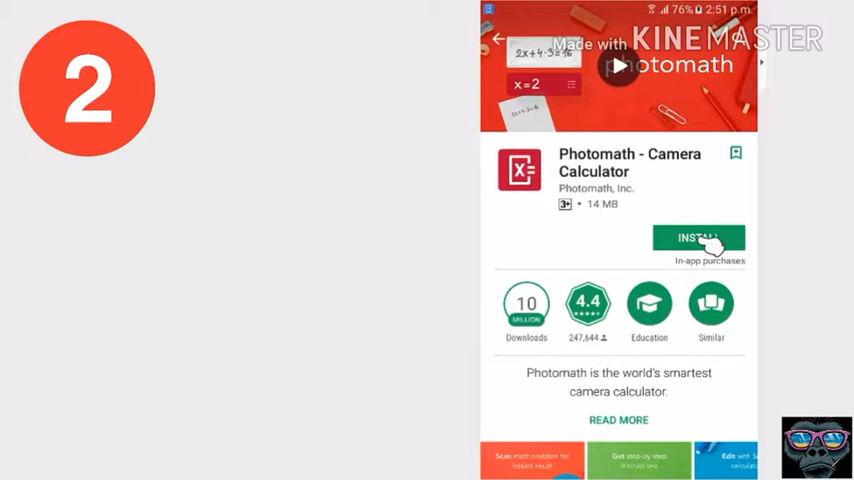 2
76% 2:51 p.m.
Made with KINEMASTER
2x+4·3=16
photomath
x=2
Photomath - Camera
Calculator
Photomath, Inc.
3+ • 14 MB
INSTALL
In-app purchases
10
MILLION
4.4
Downloads
247,644
Education
Similar
Photomath is the world's smartest
camera calculator.
READ MORE
Scan math problem for
instant result.
Get step-by-step
instructions...
Edit with
calculat